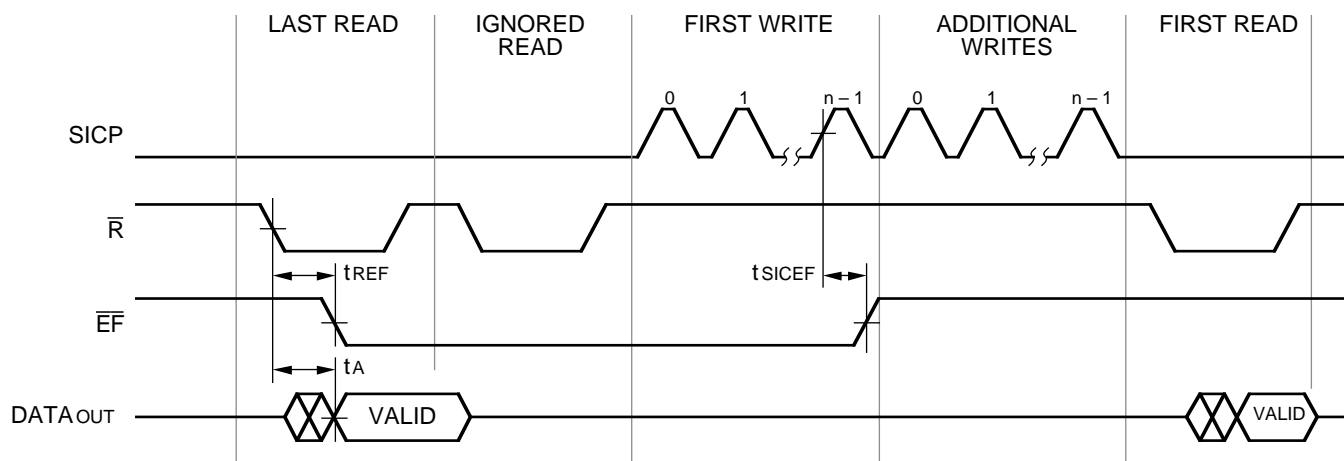 LAST READ
IGNORED
READ
FIRST WRITE
ADDITIONAL
WRITES
FIRST READ
0
1
n – 1
0
1
n – 1
SICP
R̅
tREF
tSICEF
E̅F̅
tA
DATAOUT
VALID
VALID